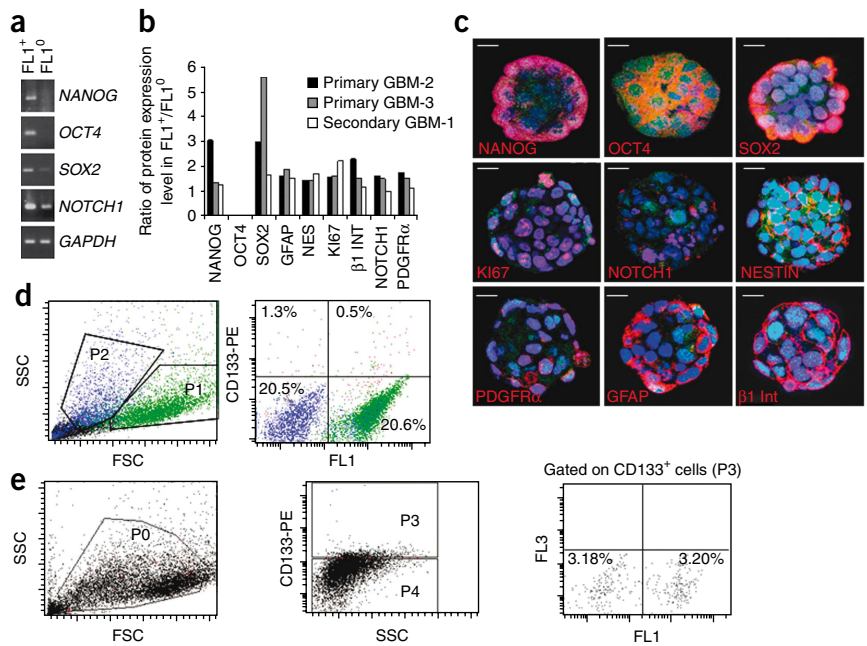 a
FL1⁺
FL1⁰
NANOG
OCT4
SOX2
NOTCH1
GAPDH
b
Ratio of protein expression
level in FL1⁺/FL1⁰
6
5
4
3
2
1
0
Primary GBM-2
Primary GBM-3
Secondary GBM-1
NANOG
OCT4
SOX2
GFAP
NES
KI67
β1 INT
NOTCH1
PDGFRα
c
NANOG
OCT4
SOX2
KI67
NOTCH1
NESTIN
PDGFRα
GFAP
β1 Int
d
SSC
P2
P1
FSC
CD133-PE
1.3%
0.5%
20.5%
20.6%
FL1
e
SSC
P0
FSC
CD133-PE
P3
P4
SSC
Gated on CD133⁺ cells (P3)
FL3
3.18%
3.20%
FL1